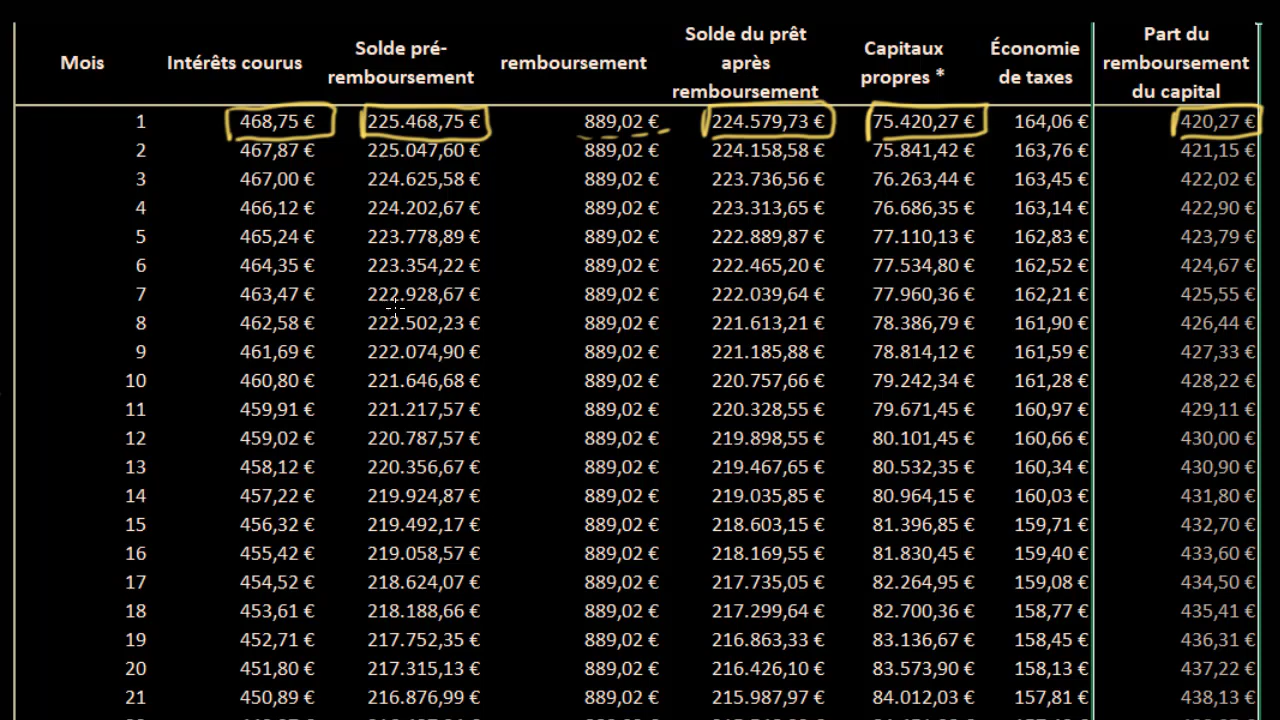 Mois Intérêts courus Solde pré-remboursement remboursement Solde du prêt après remboursement Capitaux propres * Économie de taxes Part du remboursement du capital
1 468,75 € 225.468,75 € 889,02 € 224.579,73 € 75.420,27 € 164,06 € 420,27 €
2 467,87 € 225.047,60 € 889,02 € 224.158,58 € 75.841,42 € 163,76 € 421,15 €
3 467,00 € 224.625,58 € 889,02 € 223.736,56 € 76.263,44 € 163,45 € 422,02 €
4 466,12 € 224.202,67 € 889,02 € 223.313,65 € 76.686,35 € 163,14 € 422,90 €
5 465,24 € 223.778,89 € 889,02 € 222.889,87 € 77.110,13 € 162,83 € 423,79 €
6 464,35 € 223.354,22 € 889,02 € 222.465,20 € 77.534,80 € 162,52 € 424,67 €
7 463,47 € 222.928,67 € 889,02 € 222.039,64 € 77.960,36 € 162,21 € 425,55 €
8 462,58 € 222.502,23 € 889,02 € 221.613,21 € 78.386,79 € 161,90 € 426,44 €
9 461,69 € 222.074,90 € 889,02 € 221.185,88 € 78.814,12 € 161,59 € 427,33 €
10 460,80 € 221.646,68 € 889,02 € 220.757,66 € 79.242,34 € 161,28 € 428,22 €
11 459,91 € 221.217,57 € 889,02 € 220.328,55 € 79.671,45 € 160,97 € 429,11 €
12 459,02 € 220.787,57 € 889,02 € 219.898,55 € 80.101,45 € 160,66 € 430,00 €
13 458,12 € 220.356,67 € 889,02 € 219.467,65 € 80.532,35 € 160,34 € 430,90 €
14 457,22 € 219.924,87 € 889,02 € 219.035,85 € 80.964,15 € 160,03 € 431,80 €
15 456,32 € 219.492,17 € 889,02 € 218.603,15 € 81.396,85 € 159,71 € 432,70 €
16 455,42 € 219.058,57 € 889,02 € 218.169,55 € 81.830,45 € 159,40 € 433,60 €
17 454,52 € 218.624,07 € 889,02 € 217.735,05 € 82.264,95 € 159,08 € 434,50 €
18 453,61 € 218.188,66 € 889,02 € 217.299,64 € 82.700,36 € 158,77 € 435,41 €
19 452,71 € 217.752,35 € 889,02 € 216.863,33 € 83.136,67 € 158,45 € 436,31 €
20 451,80 € 217.315,13 € 889,02 € 216.426,10 € 83.573,90 € 158,13 € 437,22 €
21 450,89 € 216.876,99 € 889,02 € 215.987,97 € 84.012,03 € 157,81 € 438,13 €